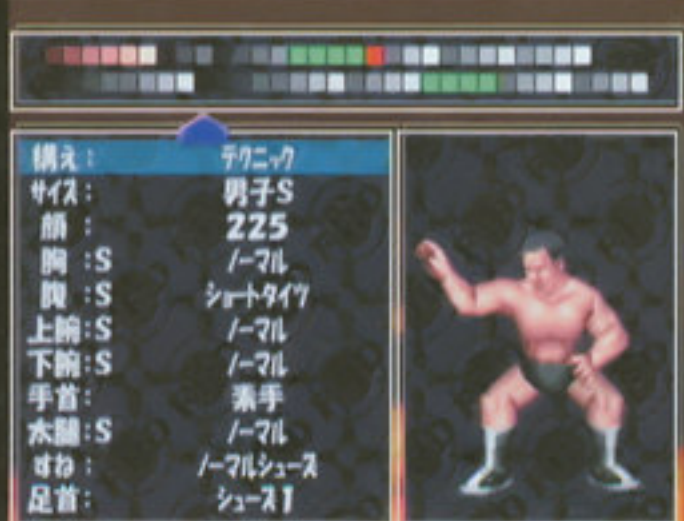 構え: テクニック
サイズ: 男子S
顔: 225
胸:S ノーマル
腹:S ショートタイツ
上腕:S ノーマル
下腕:S ノーマル
手首: 素手
太腿:S ノーマル
すね: ノーマルシューズ
足首: シューズ1